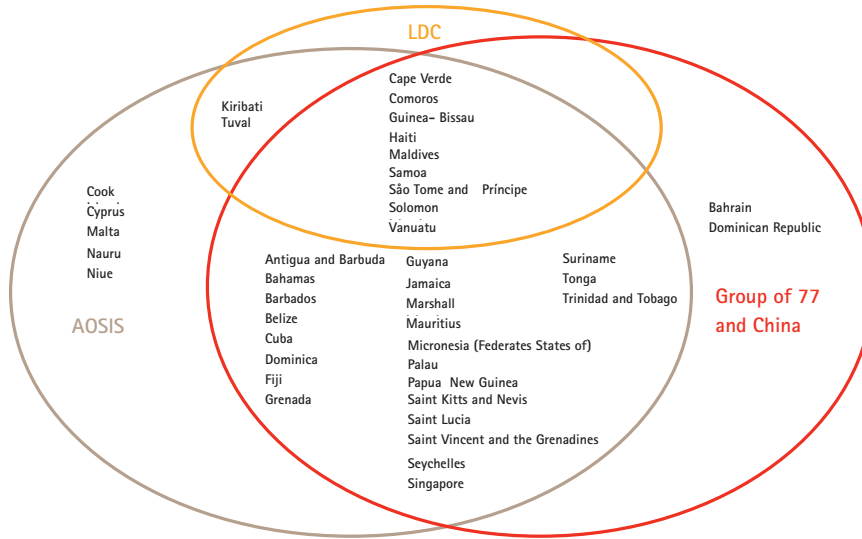 LDC
Cape Verde
Comoros
Guinea- Bissau
Haiti
Maldives
Samoa
Såo Tome and Príncipe
Solomon
Vanuatu
Kiribati
Tuval
Cook
Cyprus
Malta
Nauru
Niue
AOSIS
Antigua and Barbuda
Bahamas
Barbados
Belize
Cuba
Dominica
Fiji
Grenada
Guyana
Jamaica
Marshall
Mauritius
Micronesia (Federates States of)
Palau
Papua New Guinea
Saint Kitts and Nevis
Saint Lucia
Saint Vincent and the Grenadines
Seychelles
Singapore
Suriname
Tonga
Trinidad and Tobago
Bahrain
Dominican Republic
Group of 77
and China